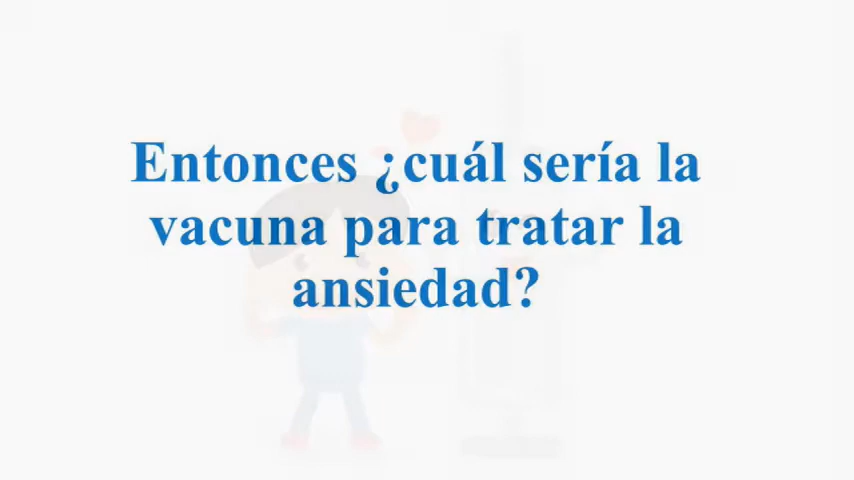 Entonces ¿cuál sería la
vacuna para tratar la
ansiedad?